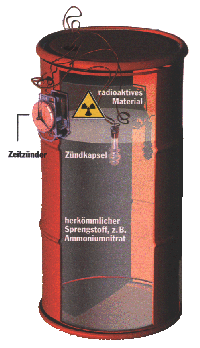 radioaktives
Material
Zeitzünder
Zündkapsel
herkömmlicher
Sprengstoff, z. B.
Ammoniumnitrat